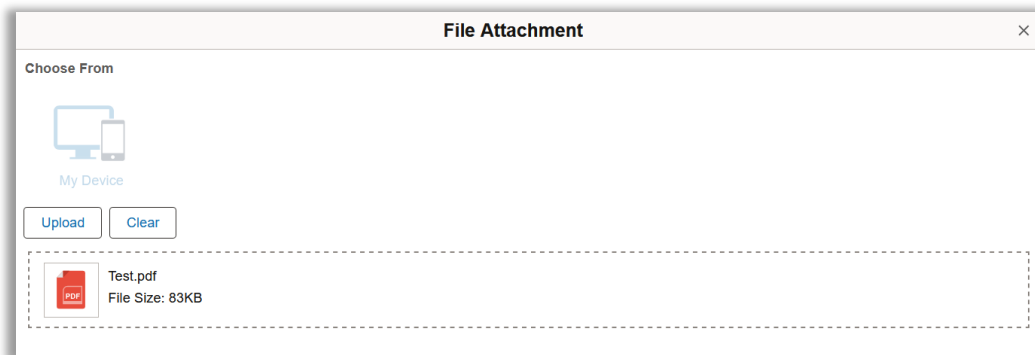 File Attachment
×
Choose From
My Device
Upload Clear
PDF
Test.pdf
File Size: 83KB